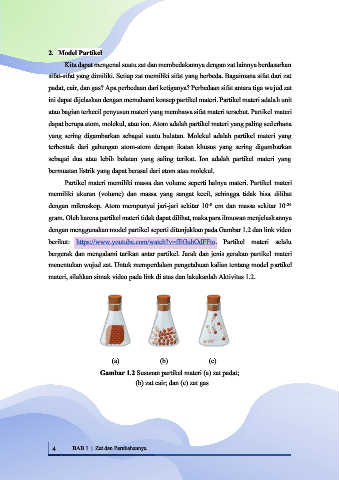 2. Model Partikel
Kita dapat mengenal suatu zat dan membedakannya dengan zat lainnya berdasarkan
sifat-sifat yang dimiliki. Setiap zat memiliki sifat yang berbeda. Bagaimana sifat dari zat
padat, cair, dan gas? Apa perbedaan dari ketiganya? Perbedaan sifat antara tiga wujud zat
ini dapat dijelaskan dengan memahami konsep partikel materi. Partikel materi adalah unit
atau bagian terkecil penyusun materi yang membawa sifat materi tersebut. Partikel materi
dapat berupa atom, molekul, atau ion. Atom adalah partikel materi yang paling sederhana
yang sering digambarkan sebagai suatu bulatan. Molekul adalah partikel materi yang
terbentuk dari gabungan atom-atom dengan ikatan khusus yang sering digambarkan
sebagai dua atau lebih bulatan yang saling terikat. Ion adalah partikel materi yang
bermuatan listrik yang dapat berasal dari atom atau molekul.
Partikel materi memiliki massa dan volume seperti halnya materi. Partikel materi
memiliki ukuran (volume) dan massa yang sangat kecil, sehingga tidak bisa dilihat
dengan mikroskop. Atom mempunyai jari-jari sekitar 10⁻⁸ cm dan massa sekitar 10⁻²⁴
gram. Oleh karena partikel materi tidak dapat dilihat, maka para ilmuwan menjelaskannya
dengan menggunakan model partikel seperti ditunjukkan pada Gambar 1.2 dan link video
berikut: Partikel materi selalu
bergerak dan mengalami tarikan antar partikel. Jarak dan jenis gerakan partikel materi
menentukan wujud zat. Untuk memperdalam pengetahuan kalian tentang model partikel
materi, silahkan simak video pada link di atas dan lakukanlah Aktivitas 1.2.
(a) (b) (c)
Gambar 1.2 Susunan partikel materi (a) zat padat;
(b) zat cair; dan (c) zat gas
4 BAB 1 | Zat dan Perubahannya